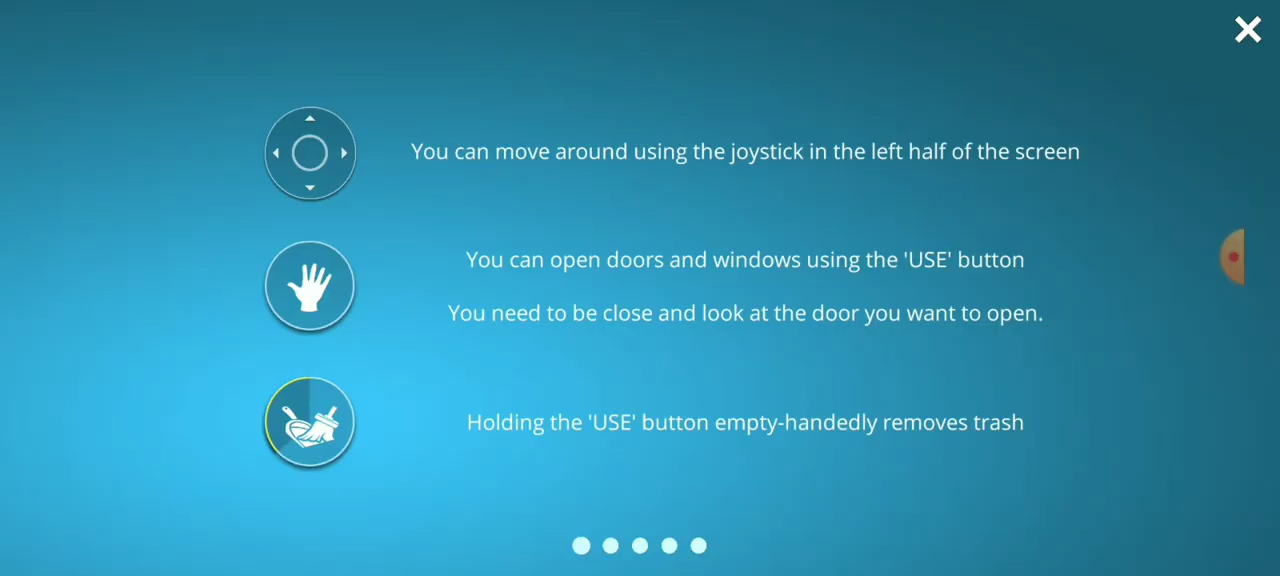 You can move around using the joystick in the left half of the screen
You can open doors and windows using the 'USE' button
You need to be close and look at the door you want to open.
Holding the 'USE' button empty-handedly removes trash